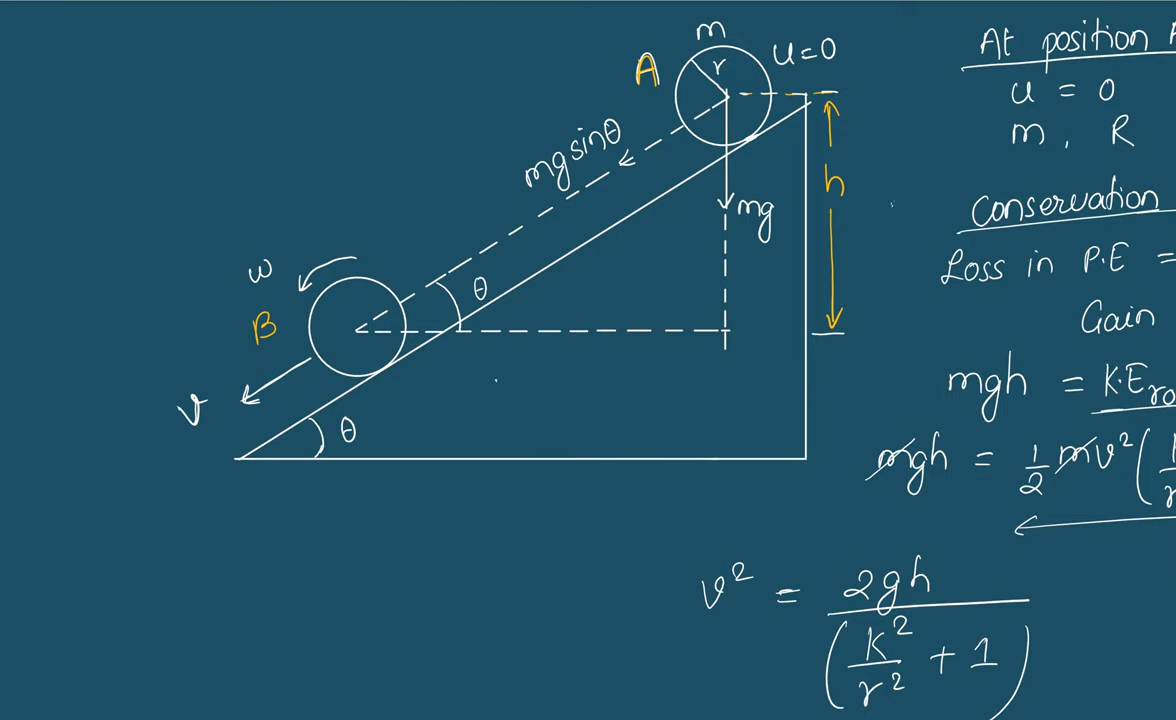 m
A
r
u=0
mg sinθ
mg
h
ω
B
θ
v
θ
At position
u = 0
m, R
Conservation
Loss in P.E =
Gain
mgh = K.E
mgh = 1/2 mv² (
v² = 2gh / (K²/r² + 1)